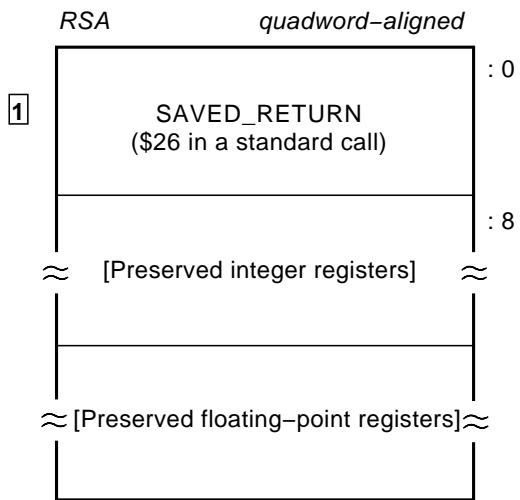 RSA quadword−aligned
: 0
1 SAVED_RETURN
($26 in a standard call)
: 8
[Preserved integer registers]
[Preserved floating−point registers]